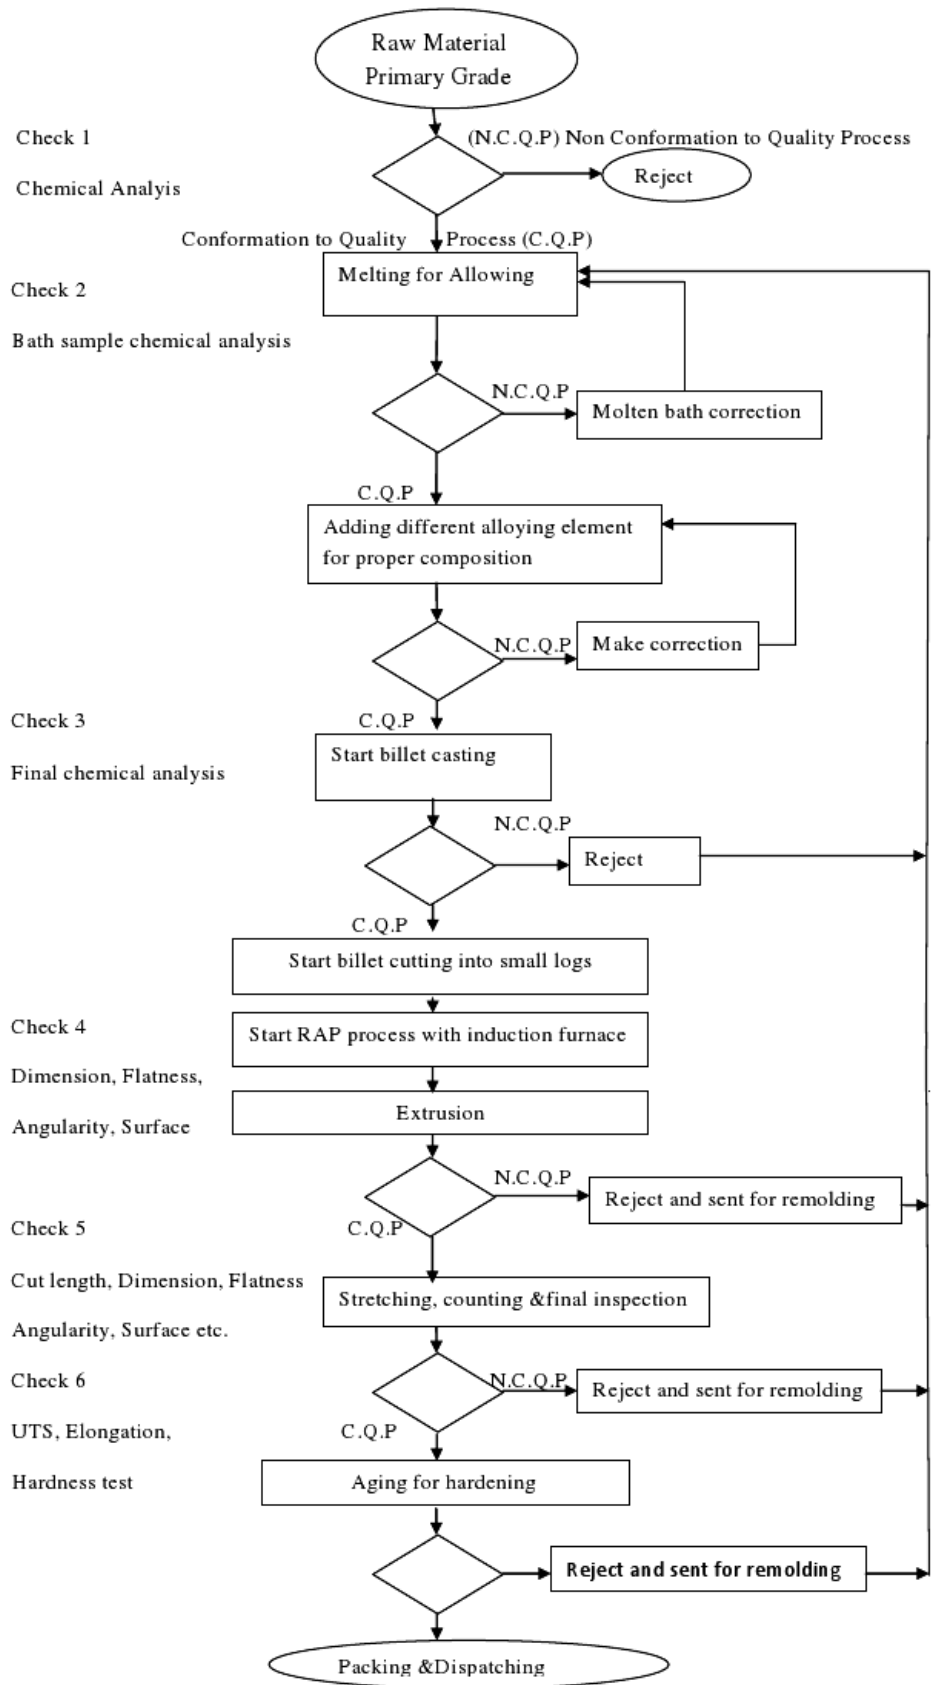 Raw Material
Primary Grade
Check 1
(N.C.Q.P) Non Conformation to Quality Process
Reject
Chemical Analyis
Conformation to Quality Process (C.Q.P)
Melting for Allowing
Check 2
Bath sample chemical analysis
N.C.Q.P
Molten bath correction
C.Q.P
Adding different alloying element
for proper composition
N.C.Q.P
Make correction
C.Q.P
Check 3
Start billet casting
Final chemical analysis
N.C.Q.P
Reject
C.Q.P
Start billet cutting into small logs
Check 4
Start RAP process with induction furnace
Dimension, Flatness,
Extrusion
Angularity, Surface
N.C.Q.P
Reject and sent for remolding
C.Q.P
Check 5
Cut length, Dimension, Flatness
Stretching, counting &final inspection
Angularity, Surface etc.
Check 6
N.C.Q.P
Reject and sent for remolding
UTS, Elongation,
C.Q.P
Hardness test
Aging for hardening
Reject and sent for remolding
Packing &Dispatching